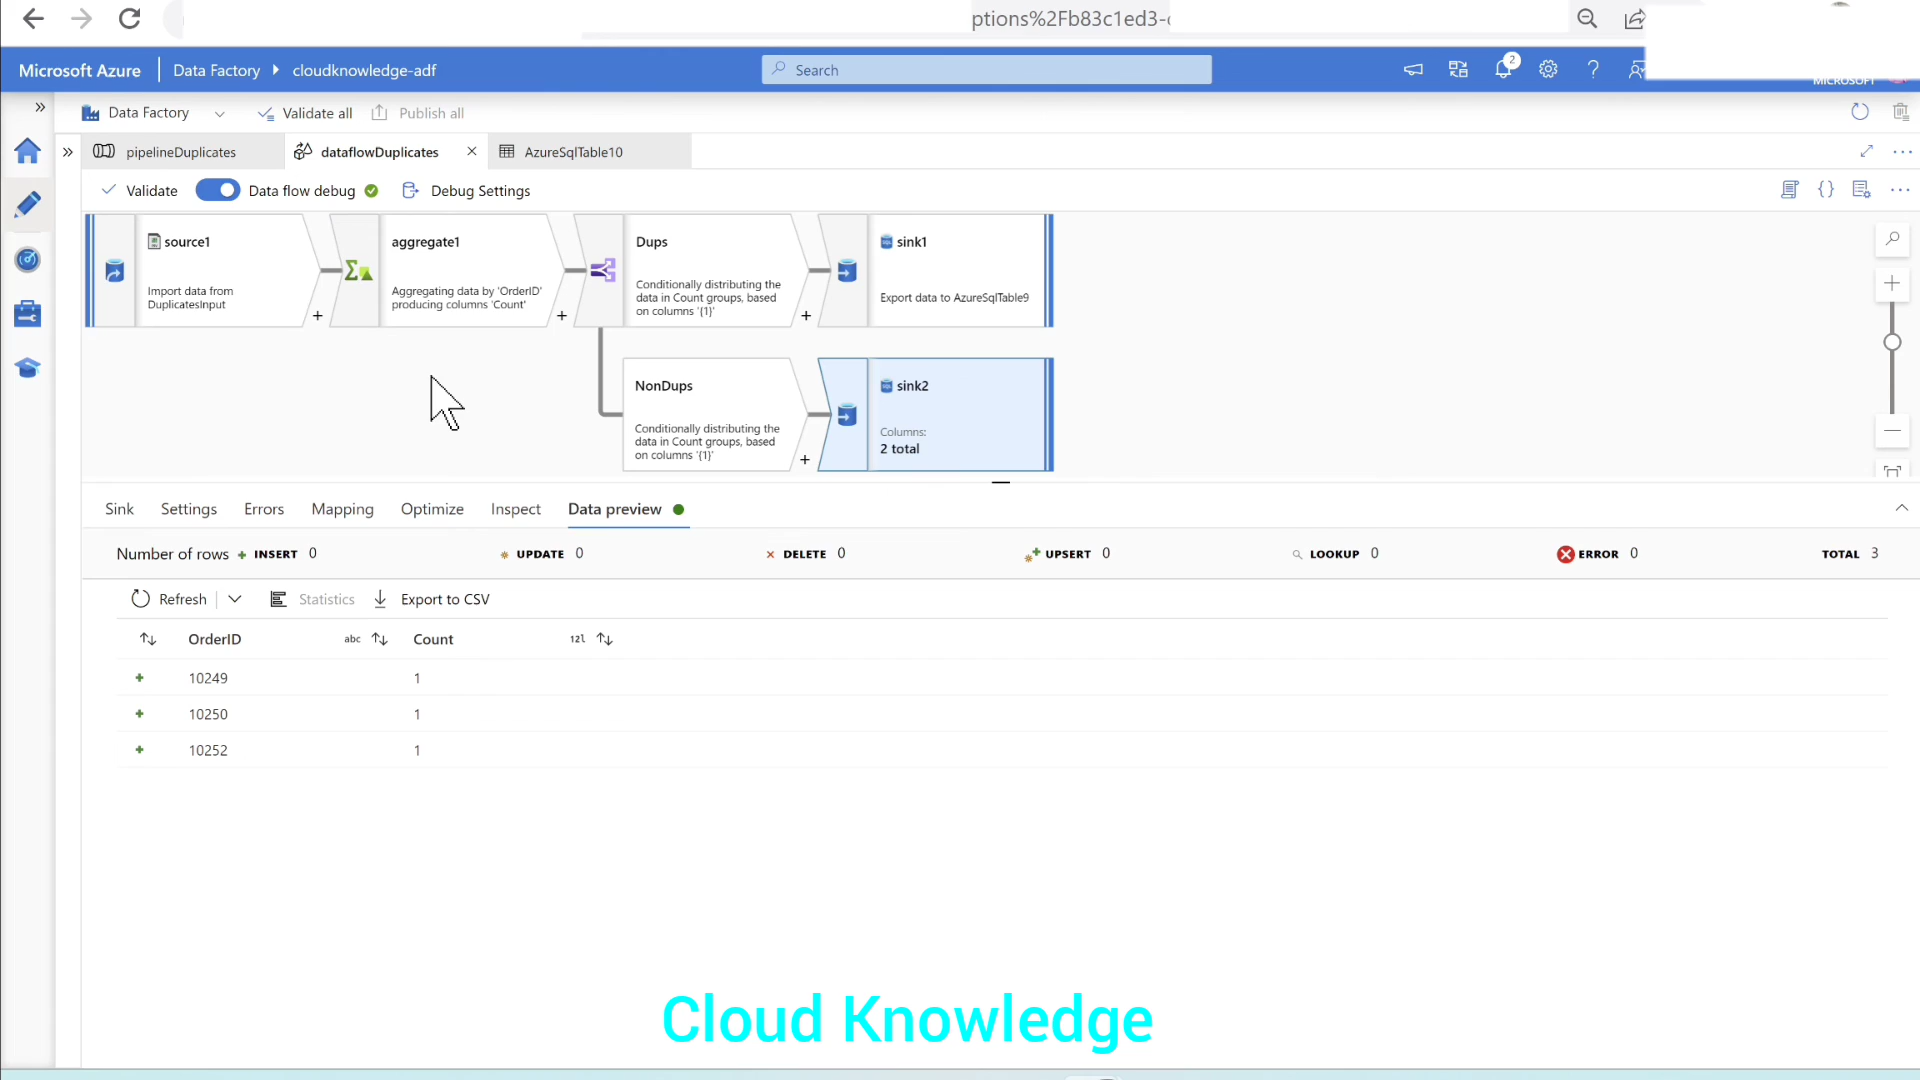 ptions%2Fb83c1ed3-
Microsoft Azure Data Factory cloudknowledge-adf Search 2
MICROSOFT
Data Factory Validate all Publish all
pipelineDuplicates dataflowDuplicates AzureSqlTable10
Validate Data flow debug Debug Settings
source1
Import data from
DuplicatesInput
aggregate1
Aggregating data by 'OrderID'
producing columns 'Count'
Dups
Conditionally distributing the
data in Count groups, based
on columns '{1}'
sink1
Export data to AzureSqlTable9
NonDups
Conditionally distributing the
data in Count groups, based
on columns '{1}'
sink2
Columns:
2 total
Sink Settings Errors Mapping Optimize Inspect Data preview
Number of rows INSERT 0 UPDATE 0 DELETE 0 UPSERT 0 LOOKUP 0 ERROR 0 TOTAL 3
Refresh Statistics Export to CSV
OrderID abc Count 12l
10249 1
10250 1
10252 1
Cloud Knowledge